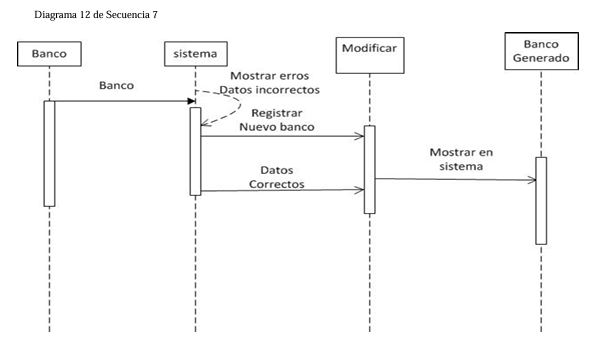 Diagrama 12 de Secuencia 7
Banco
sistema
Modificar
Banco
Generado
Banco
Mostrar erros
Datos incorrectos
Registrar
Nuevo banco
Datos
Correctos
Mostrar en
sistema